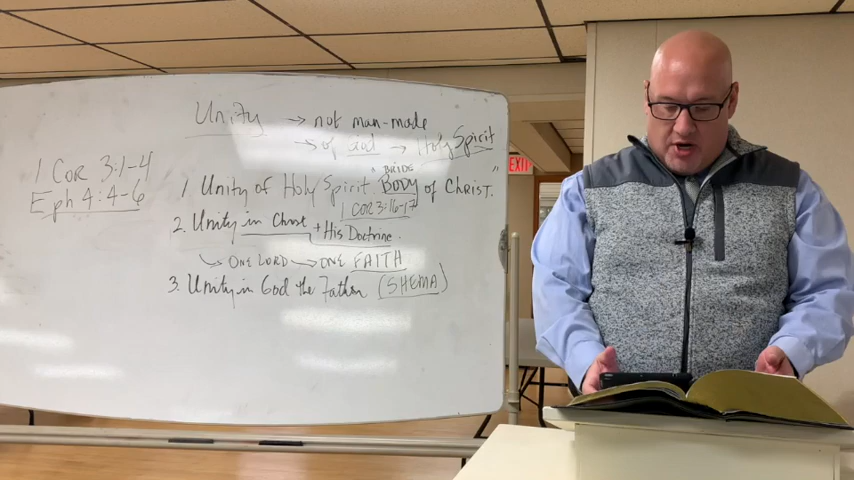 Unity → not man-made
→ of God → Holy Spirit
1 COR 3:1-4
Eph 4:4-6
BRIDE
1 Unity of Holy Spirit "BODY of Christ."
1 COR 3:16-17
2. Unity in Christ + His Doctrine.
ONE LORD → ONE FAITH
3. Unity in God the Father (SHEMA)
EXIT